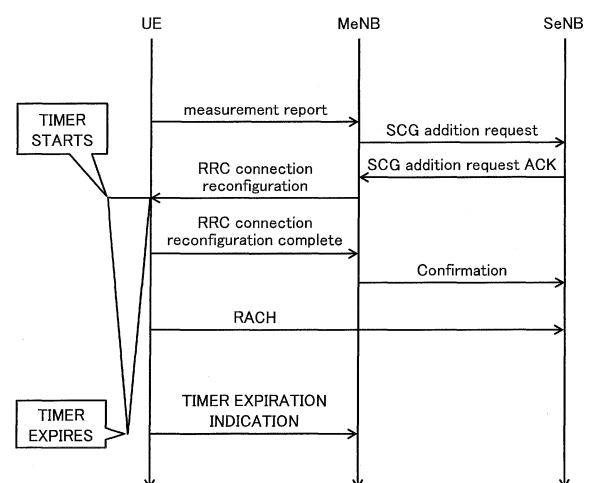 UE
MeNB
SeNB
measurement report
TIMER
STARTS
SCG addition request
SCG addition request ACK
RRC connection
reconfiguration
RRC connection
reconfiguration complete
Confirmation
RACH
TIMER EXPIRATION
INDICATION
TIMER
EXPIRES